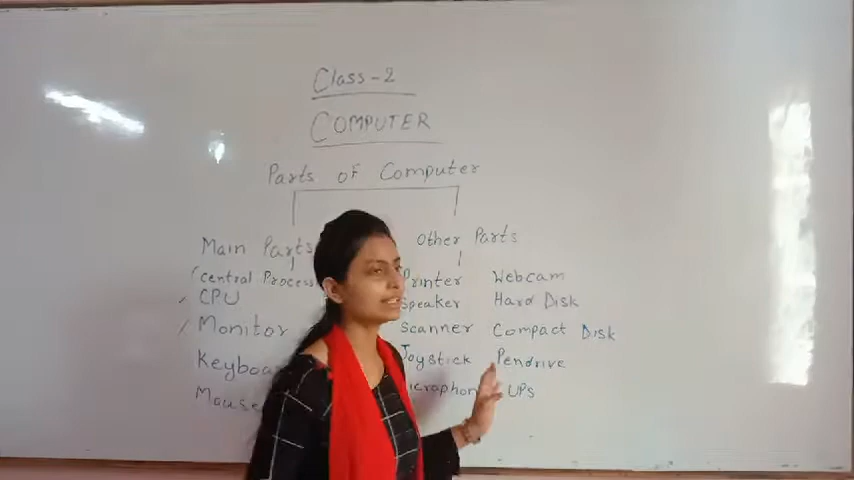 Class-2
COMPUTER
Parts of Computer
Main Parts
(central Process
CPU
Monitor
Mouse
Other Parts
Printer
Speaker
Scanner
Joystick
Webcam
Hard Disk
Compact Disk
Pendrive
UPs